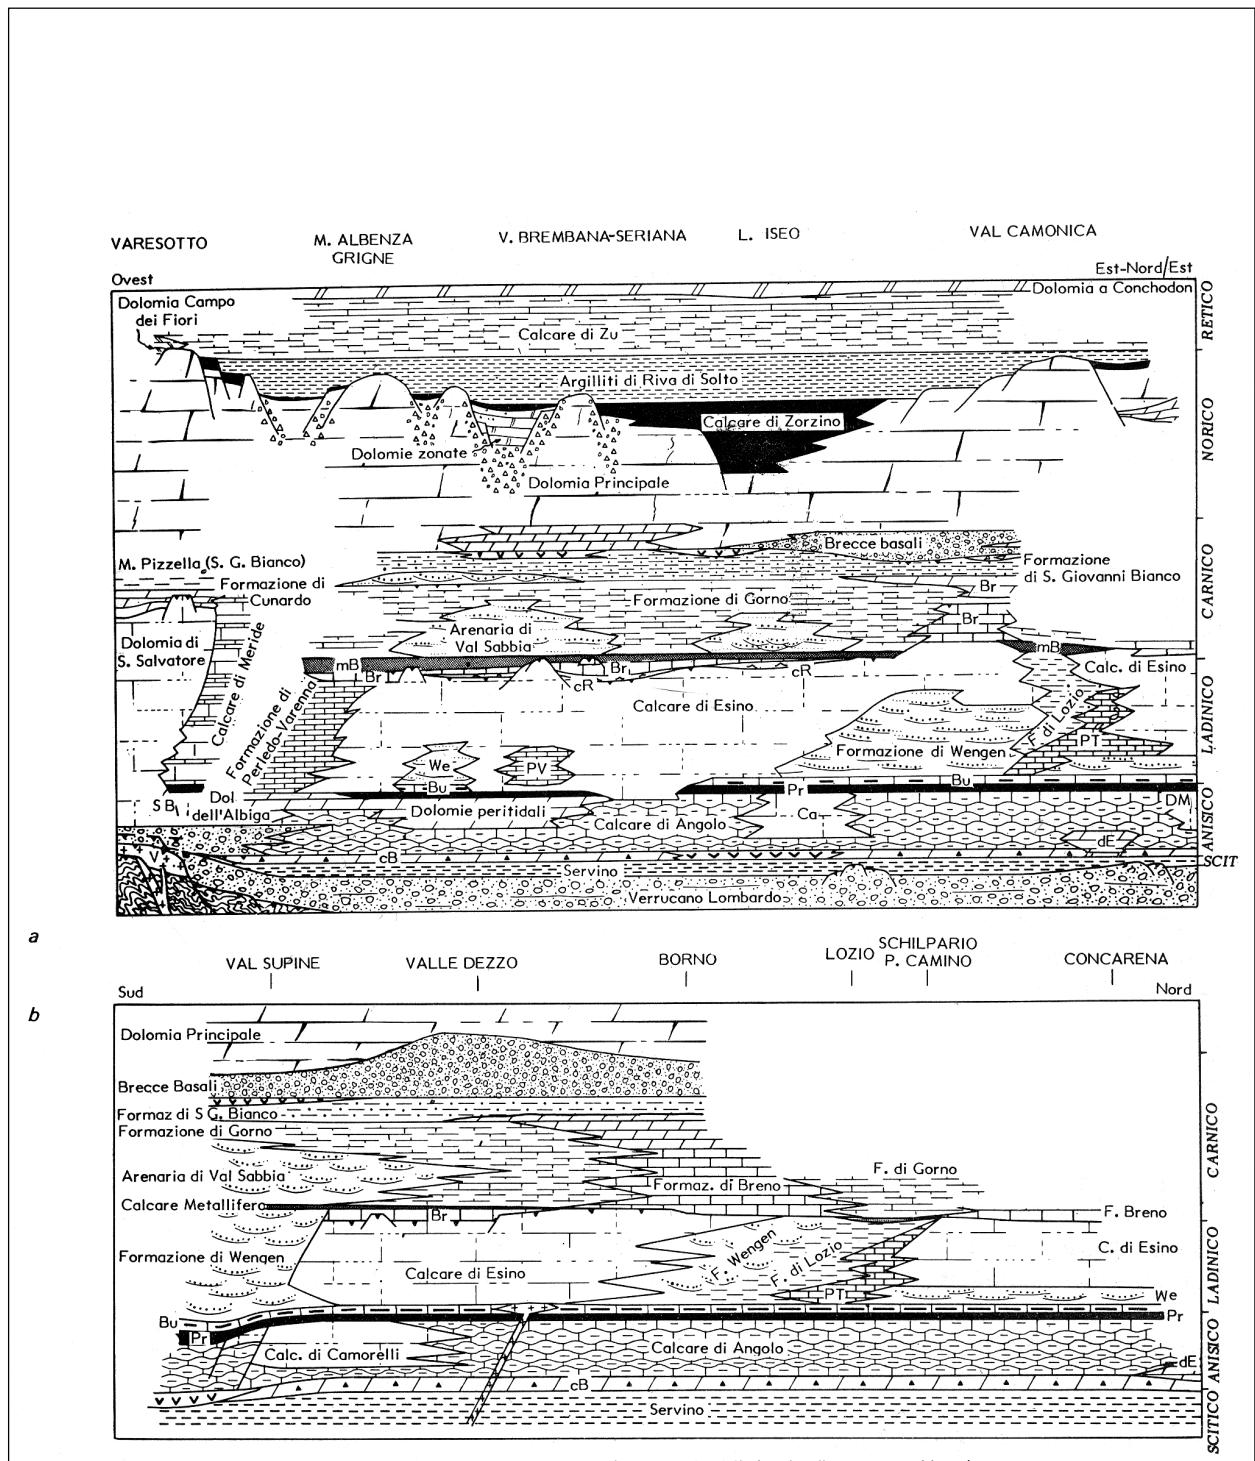 VARESOTTO
M. ALBENZA
GRIGNE
V. BREMBANA-SERIANA
L. ISEO
VAL CAMONICA
Ovest
Est-Nord/Est
Dolomia a Conchodon
Dolomia Campo
dei Fiori
Calcare di Zu
Argilliti di Riva di Solto
Calcare di Zorzino
Dolomie zonate
Dolomia Principale
Brecce basali
M. Pizzella (S. G. Bianco)
Formazione di
Cunardo
Formazione
di S. Giovanni Bianco
Br
Formazione di Gorno
Br
Arenaria di
Val Sabbia
Dolomia di
S. Salvatore
Calcare di Meride
mB
Br
Br
cR
cR
mB
Calc. di Esino
Formazione di
Perledo-Varenna
Calcare di Esino
F. di Lozio
PT
Formazione di Wengen
We
PV
Bu
Bu
Pr
S B
Dol
dell'Albiga
Dolomie peritidali
Calcare di Angolo
Ca
DM
dE
V
cB
Servino
Verrucano Lombardo
RETICO
NORICO
CARNICO
LADINICO
ANISICO
SCIT
a
VAL SUPINE
VALLE DEZZO
BORNO
LOZIO
SCHILPARIO
P. CAMINO
CONCARENA
b
Sud
Nord
Dolomia Principale
Brecce Basali
Formaz di S G. Bianco
Formazione di Gorno
Arenaria di Val Sabbia
Calcare Metallifero
Br
Formaz. di Breno
F. di Gorno
F. Breno
Formazione di Wengen
Calcare di Esino
F. Wengen
F. di Lozio
PT
C. di Esino
We
Bu
Pr
Pr
Calc. di Camorelli
Calcare di Angolo
dE
cB
Servino
CARNICO
LADINICO
ANISICO
SCITICO